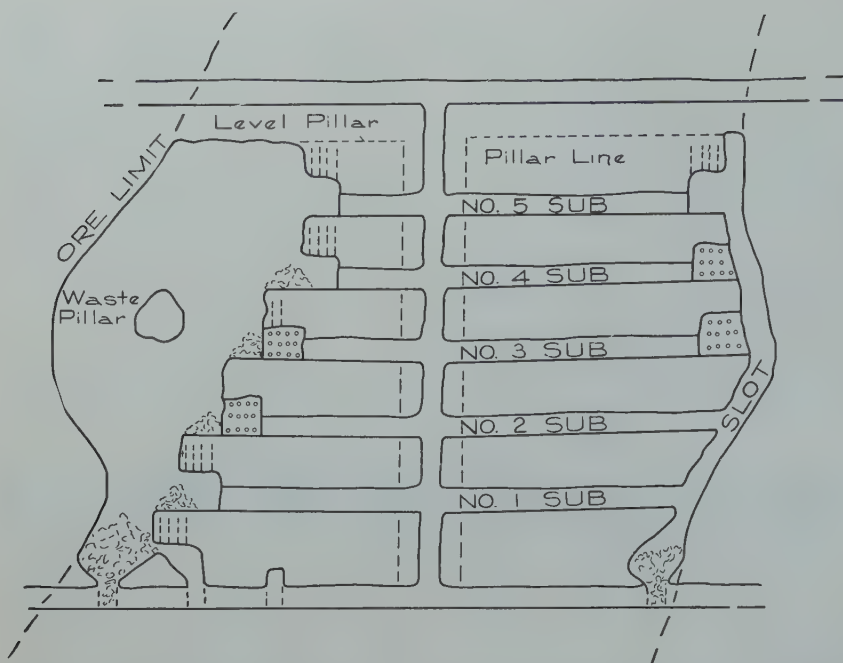 Level Pillar
Pillar Line
ORE LIMIT
NO. 5 SUB
NO. 4 SUB
Waste
Pillar
NO. 3 SUB
SLOT
NO. 2 SUB
NO. 1 SUB